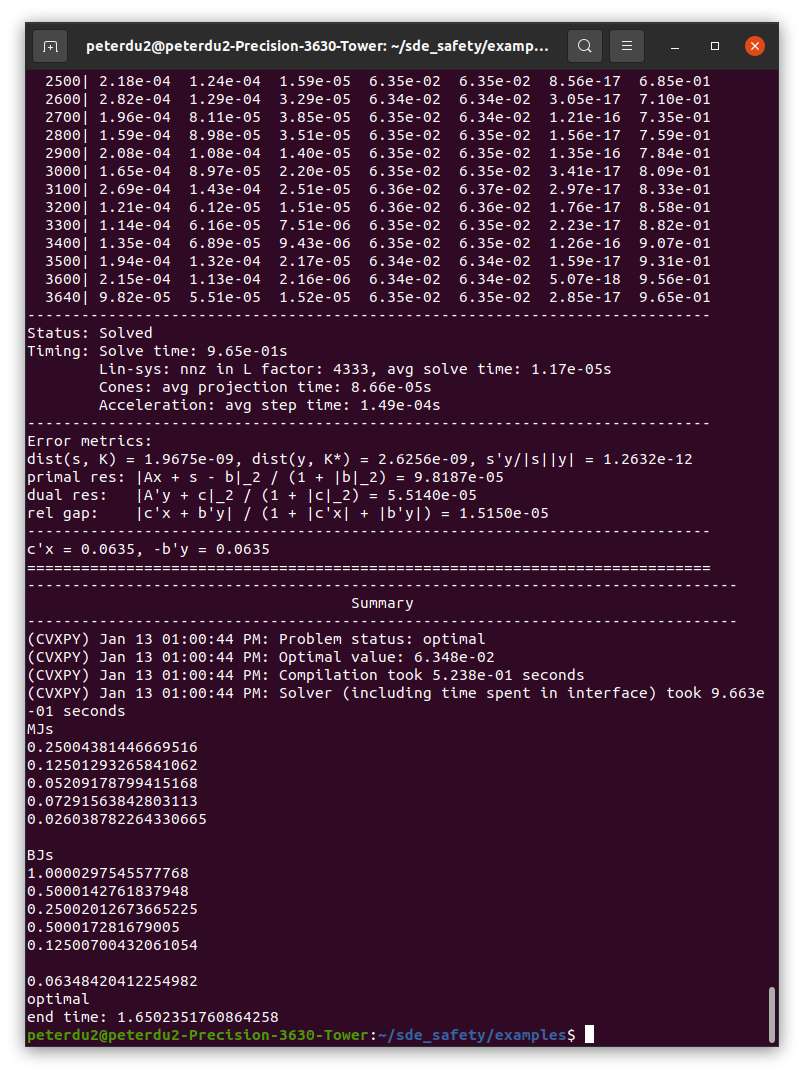 peterdu2@peterdu2-Precision-3630-Tower: ~/sde_safety/examp...
2500| 2.18e-04  1.24e-04  1.59e-05  6.35e-02  6.35e-02  8.56e-17  6.85e-01
2600| 2.82e-04  1.29e-04  3.29e-05  6.35e-02  6.34e-02  3.05e-17  7.10e-01
2700| 1.96e-04  8.11e-05  3.85e-05  6.35e-02  6.34e-02  1.21e-16  7.35e-01
2800| 1.59e-04  8.98e-05  3.51e-05  6.35e-02  6.35e-02  1.56e-17  7.59e-01
2900| 2.08e-04  1.08e-04  1.40e-05  6.35e-02  6.35e-02  1.35e-16  7.84e-01
3000| 1.65e-04  8.97e-05  2.20e-05  6.35e-02  6.35e-02  3.41e-17  8.09e-01
3100| 2.69e-04  1.43e-04  2.51e-05  6.36e-02  6.37e-02  2.97e-17  8.33e-01
3200| 1.21e-04  6.12e-05  1.51e-05  6.36e-02  6.36e-02  1.76e-17  8.58e-01
3300| 1.14e-04  6.16e-05  7.51e-06  6.35e-02  6.35e-02  2.23e-17  8.82e-01
3400| 1.35e-04  6.89e-05  9.43e-06  6.35e-02  6.35e-02  1.26e-16  9.07e-01
3500| 1.94e-04  1.32e-04  2.17e-05  6.34e-02  6.34e-02  1.59e-17  9.31e-01
3600| 2.15e-04  1.13e-04  2.16e-06  6.34e-02  6.34e-02  5.07e-18  9.56e-01
3640| 9.82e-05  5.51e-05  1.52e-05  6.35e-02  6.35e-02  2.85e-17  9.65e-01
----------------------------------------------------------------------------
Status: Solved
Timing: Solve time: 9.65e-01s
Lin-sys: nnz in L factor: 4333, avg solve time: 1.17e-05s
Cones: avg projection time: 8.66e-05s
Acceleration: avg step time: 1.49e-04s
----------------------------------------------------------------------------
Error metrics:
dist(s, K) = 1.9675e-09, dist(y, K*) = 2.6256e-09, s'y/|s||y| = 1.2632e-12
primal res: |Ax + s - b|_2 / (1 + |b|_2) = 9.8187e-05
dual res:   |A'y + c|_2 / (1 + |c|_2) = 5.5140e-05
rel gap:    |c'x + b'y| / (1 + |c'x| + |b'y|) = 1.5150e-05
----------------------------------------------------------------------------
c'x = 0.0635, -b'y = 0.0635
============================================================================
-------------------------------------------------------------------------------
Summary
-------------------------------------------------------------------------------
(CVXPY) Jan 13 01:00:44 PM: Problem status: optimal
(CVXPY) Jan 13 01:00:44 PM: Optimal value: 6.348e-02
(CVXPY) Jan 13 01:00:44 PM: Compilation took 5.238e-01 seconds
(CVXPY) Jan 13 01:00:44 PM: Solver (including time spent in interface) took 9.663e
-01 seconds
MJs
0.25004381446669516
0.12501293265841062
0.05209178799415168
0.07291563842803113
0.026038782264330665

BJs
1.0000297545577768
0.5000142761837948
0.25002012673665225
0.500017281679005
0.12500700432061054

0.06348420412254982
optimal
end time: 1.6502351760864258
peterdu2@peterdu2-Precision-3630-Tower:~/sde_safety/examples$